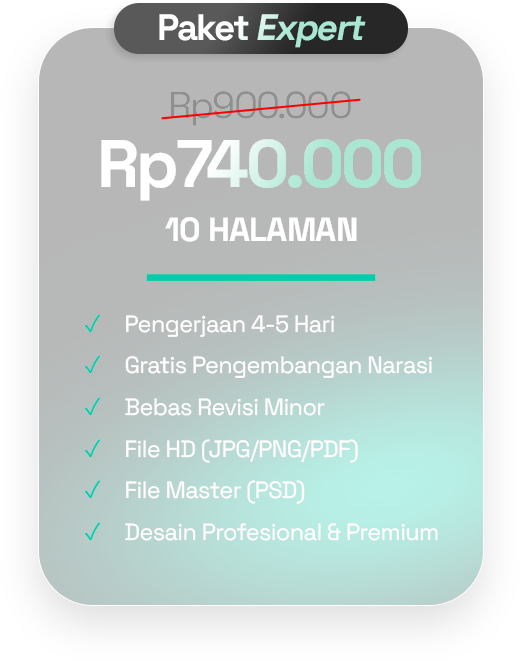 Paket Expert
Rp900.000
Rp740.000
10 HALAMAN
✓ Pengerjaan 4-5 Hari
✓ Gratis Pengembangan Narasi
✓ Bebas Revisi Minor
✓ File HD (JPG/PNG/PDF)
✓ File Master (PSD)
✓ Desain Profesional & Premium